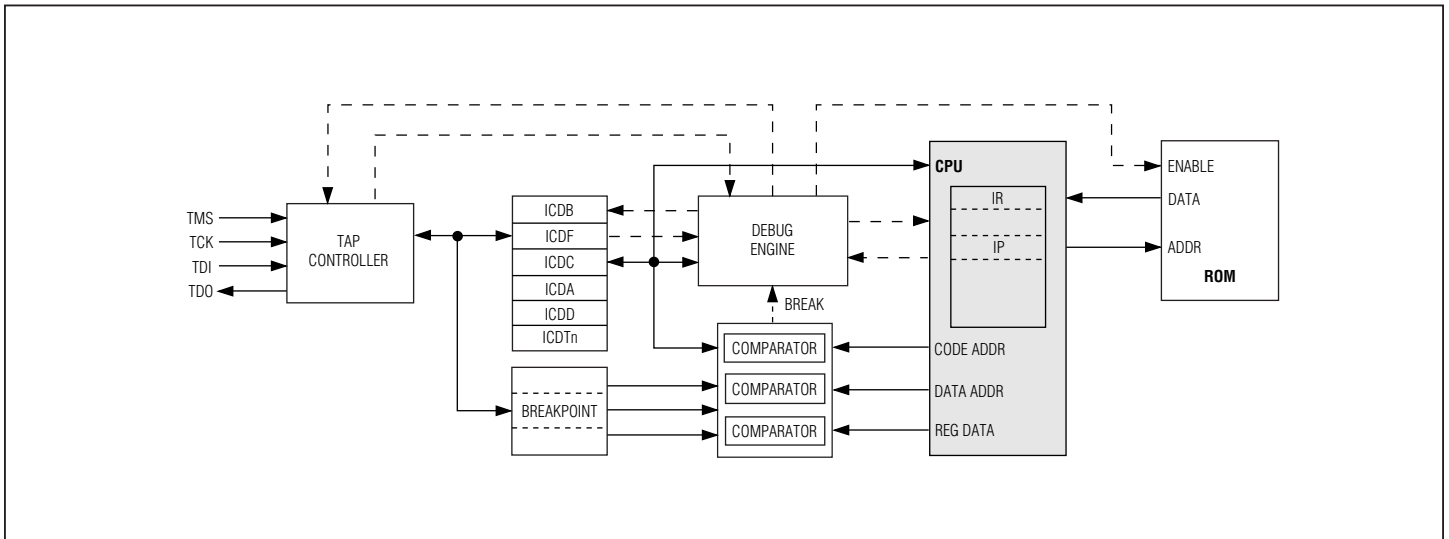 TMS
TCK
TDI
TDO
TAP
CONTROLLER
ICDB
ICDF
ICDC
ICDA
ICDD
ICDTn
BREAKPOINT
DEBUG
ENGINE
BREAK
COMPARATOR
COMPARATOR
COMPARATOR
CPU
IR
IP
CODE ADDR
DATA ADDR
REG DATA
ENABLE
DATA
ADDR
ROM